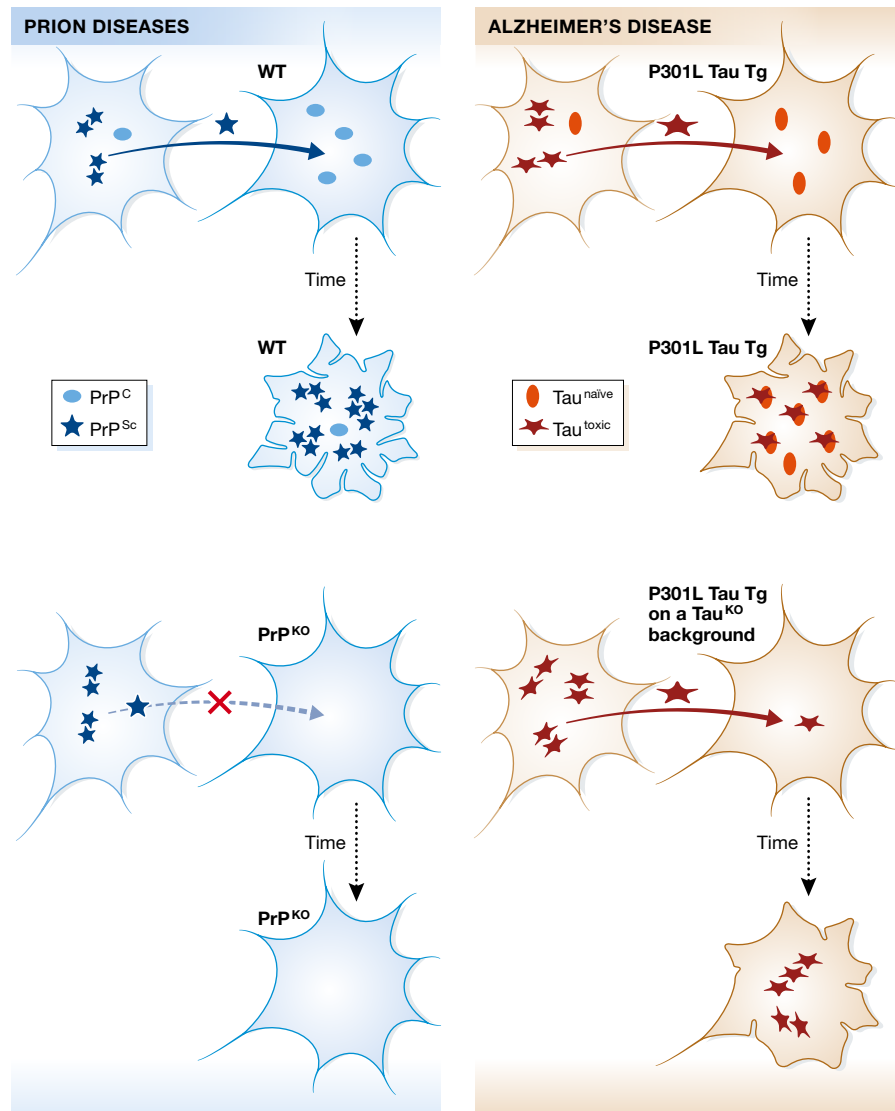 PRION DISEASES
WT
Time
WT
PrP^C
PrP^Sc
PrP^KO
Time
PrP^KO
ALZHEIMER'S DISEASE
P301L Tau Tg
Time
P301L Tau Tg
Tau^naïve
Tau^toxic
P301L Tau Tg
on a Tau^KO
background
Time